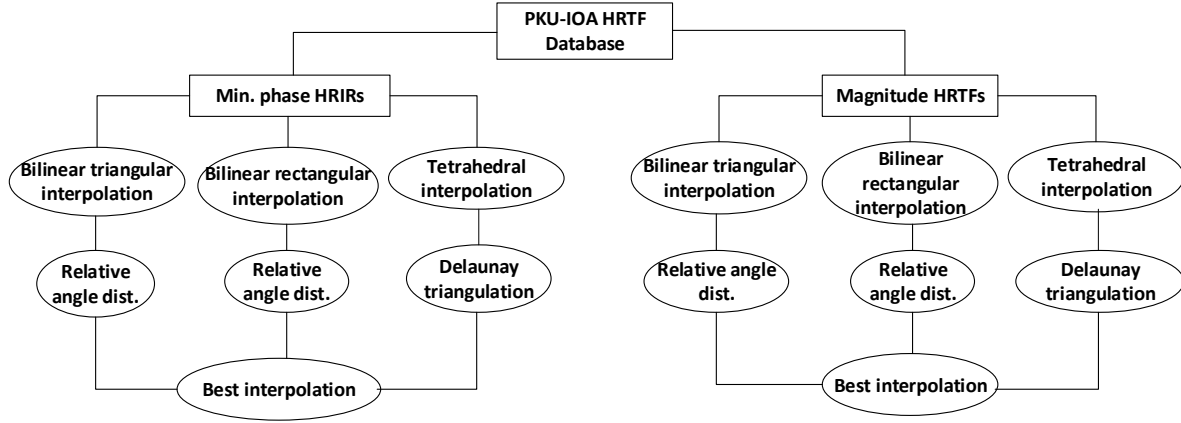 PKU-IOA HRTF
Database
Min. phase HRIRs
Magnitude HRTFs
Bilinear triangular
interpolation
Bilinear rectangular
interpolation
Tetrahedral
interpolation
Bilinear triangular
interpolation
Bilinear
rectangular
interpolation
Tetrahedral
interpolation
Relative
angle dist.
Relative
angle dist.
Delaunay
triangulation
Relative angle
dist.
Relative
angle dist.
Delaunay
triangulation
Best interpolation
Best interpolation